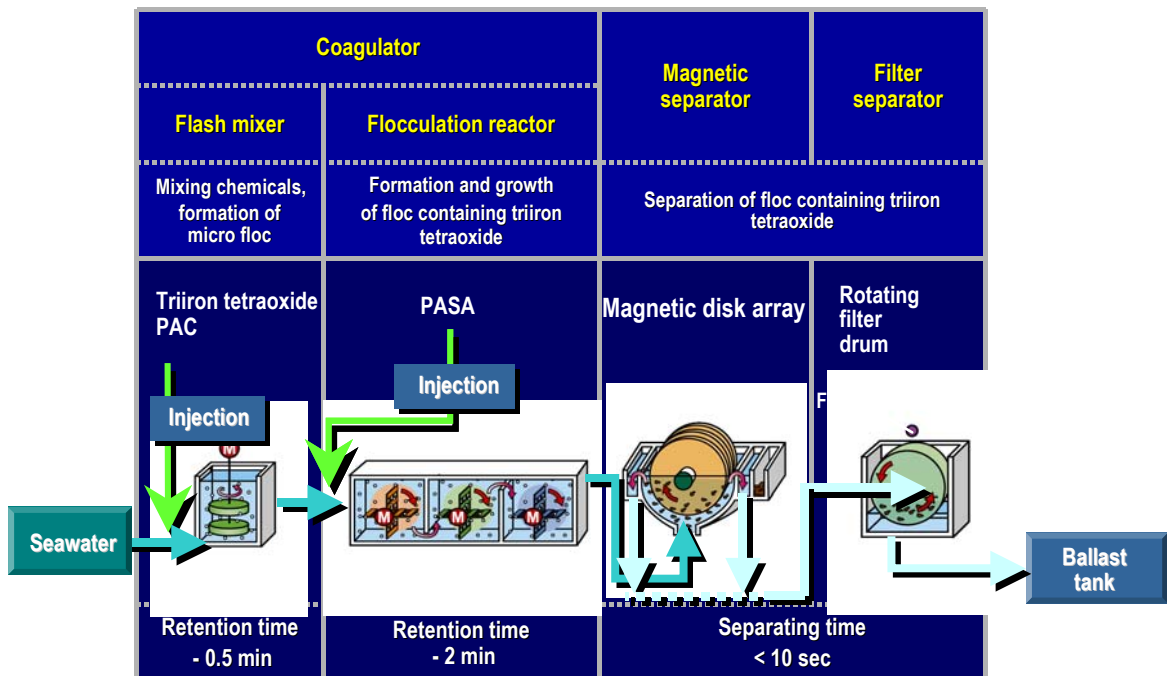 Coagulator
Magnetic
separator
Filter
separator
Flash mixer
Flocculation reactor
Mixing chemicals,
formation of
micro floc
Formation and growth
of floc containing triiron
tetraoxide
Separation of floc containing triiron
tetraoxide
Triiron tetraoxide
PAC
PASA
Magnetic disk array
Rotating
filter
drum
F
Injection
Injection
M
M
M
M
Seawater
Ballast
tank
Retention time
- 0.5 min
Retention time
- 2 min
Separating time
< 10 sec